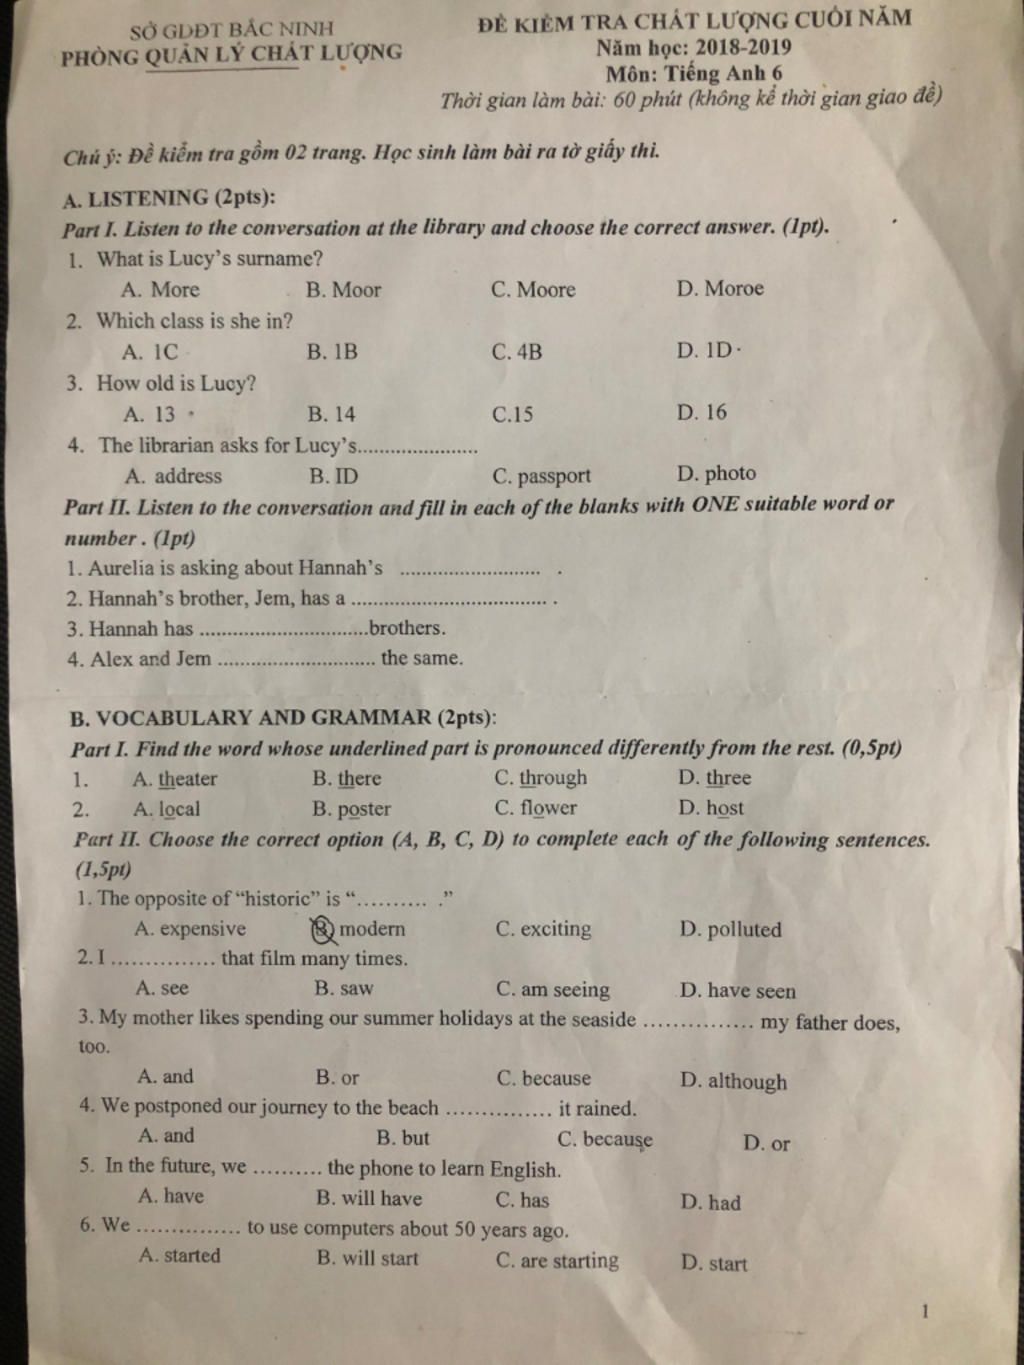 SỞ GDĐT BẮC NINH
PHÒNG QUẢN LÝ CHẤT LƯỢNG
ĐỀ KIỂM TRA CHẤT LƯỢNG CUỐI NĂM
Năm học: 2018-2019
Môn: Tiếng Anh 6
Thời gian làm bài: 60 phút (không kể thời gian giao đề)
Chú ý: Đề kiểm tra gồm 02 trang. Học sinh làm bài ra tờ giấy thi.
A. LISTENING (2pts):
Part I. Listen to the conversation at the library and choose the correct answer. (1pt).
1. What is Lucy's surname?
A. More B. Moor C. Moore D. Moroe
2. Which class is she in?
A. 1C B. 1B C. 4B D. 1D
3. How old is Lucy?
A. 13 B. 14 C.15 D. 16
4. The librarian asks for Lucy's.....................
A. address B. ID C. passport D. photo
Part II. Listen to the conversation and fill in each of the blanks with ONE suitable word or
number . (1pt)
1. Aurelia is asking about Hannah's ......................... .
2. Hannah's brother, Jem, has a ................................... .
3. Hannah has ..............................brothers.
4. Alex and Jem ............................ the same.
B. VOCABULARY AND GRAMMAR (2pts):
Part I. Find the word whose underlined part is pronounced differently from the rest. (0,5pt)
1. A. theater B. there C. through D. three
2. A. local B. poster C. flower D. host
Part II. Choose the correct option (A, B, C, D) to complete each of the following sentences.
(1,5pt)
1. The opposite of “historic” is “.......... .”
A. expensive B. modern C. exciting D. polluted
2. I ............... that film many times.
A. see B. saw C. am seeing D. have seen
3. My mother likes spending our summer holidays at the seaside ............... my father does,
too.
A. and B. or C. because D. although
4. We postponed our journey to the beach ............... it rained.
A. and B. but C. because D. or
5. In the future, we .......... the phone to learn English.
A. have B. will have C. has D. had
6. We ............... to use computers about 50 years ago.
A. started B. will start C. are starting D. start
1